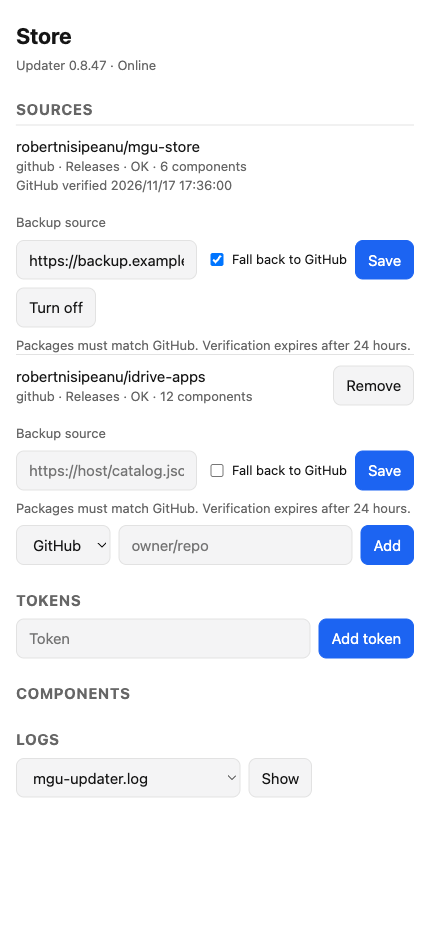 Store
Updater 0.8.47 · Online
SOURCES
robertnisipeanu/mgu-store
github · Releases · OK · 6 components
GitHub verified 2026/11/17 17:36:00
Backup source
https://backup.example Fall back to GitHub Save
Turn off
Packages must match GitHub. Verification expires after 24 hours.
robertnisipeanu/idrive-apps Remove
github · Releases · OK · 12 components
Backup source
https://host/catalog.jsc Fall back to GitHub Save
Packages must match GitHub. Verification expires after 24 hours.
GitHub owner/repo Add
TOKENS
Token Add token
COMPONENTS
LOGS
mgu-updater.log Show